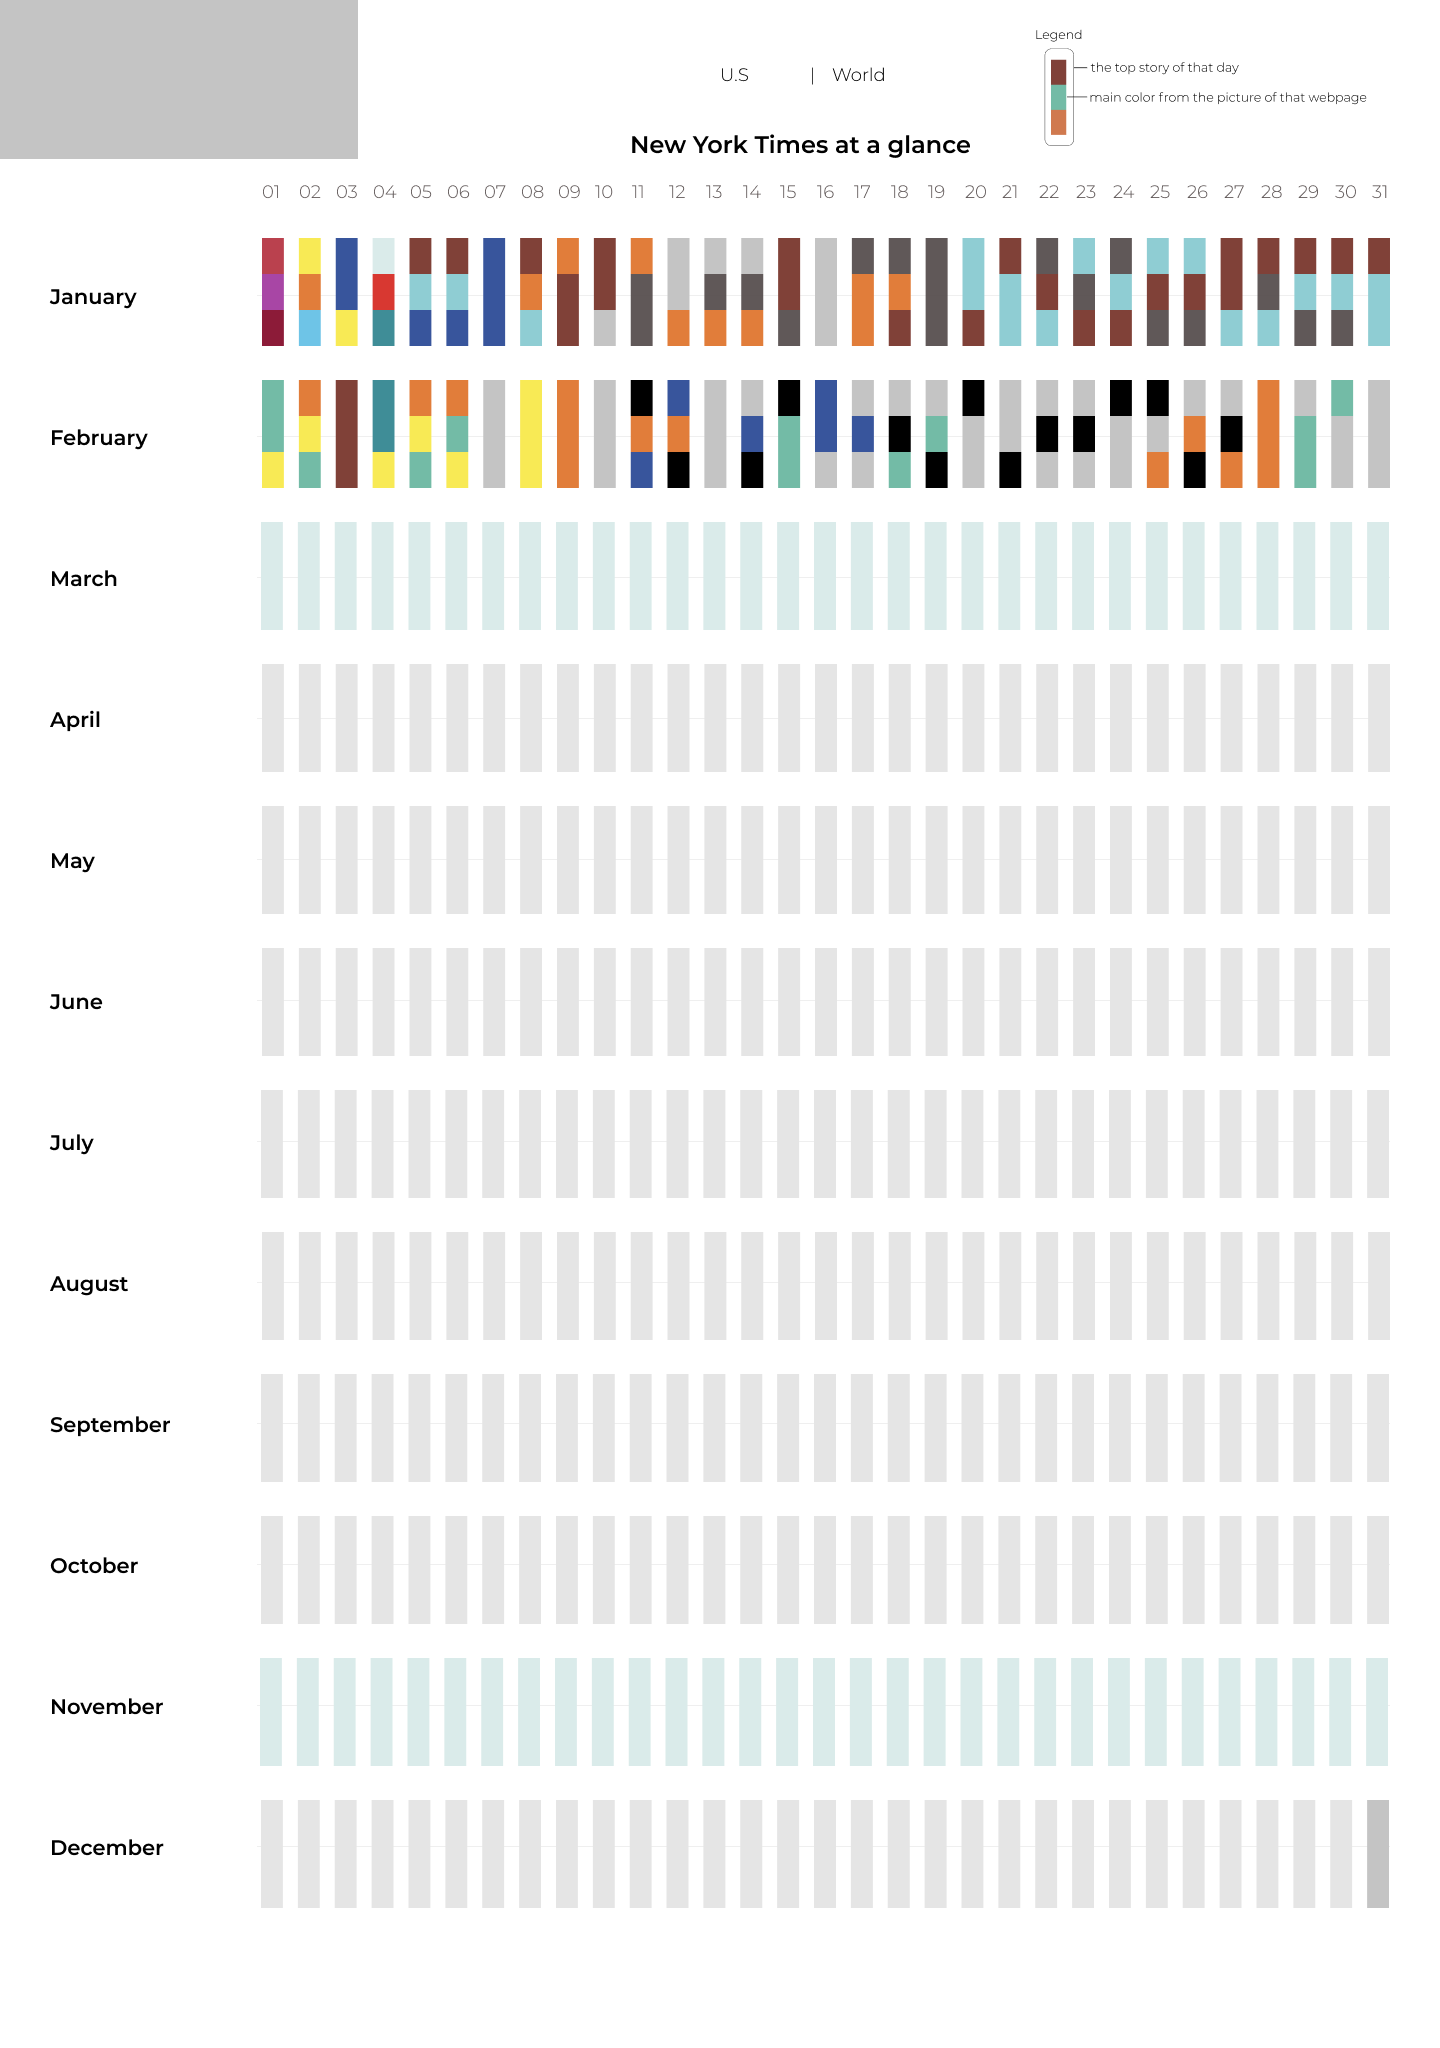 Legend
the top story of that day
U.S | World
main color from the picture of that webpage
New York Times at a glance
01 02 03 04 05 06 07 08 09 10 11 12 13 14 15 16 17 18 19 20 21 22 23 24 25 26 27 28 29 30 31
January
February
March
April
May
June
July
August
September
October
November
December